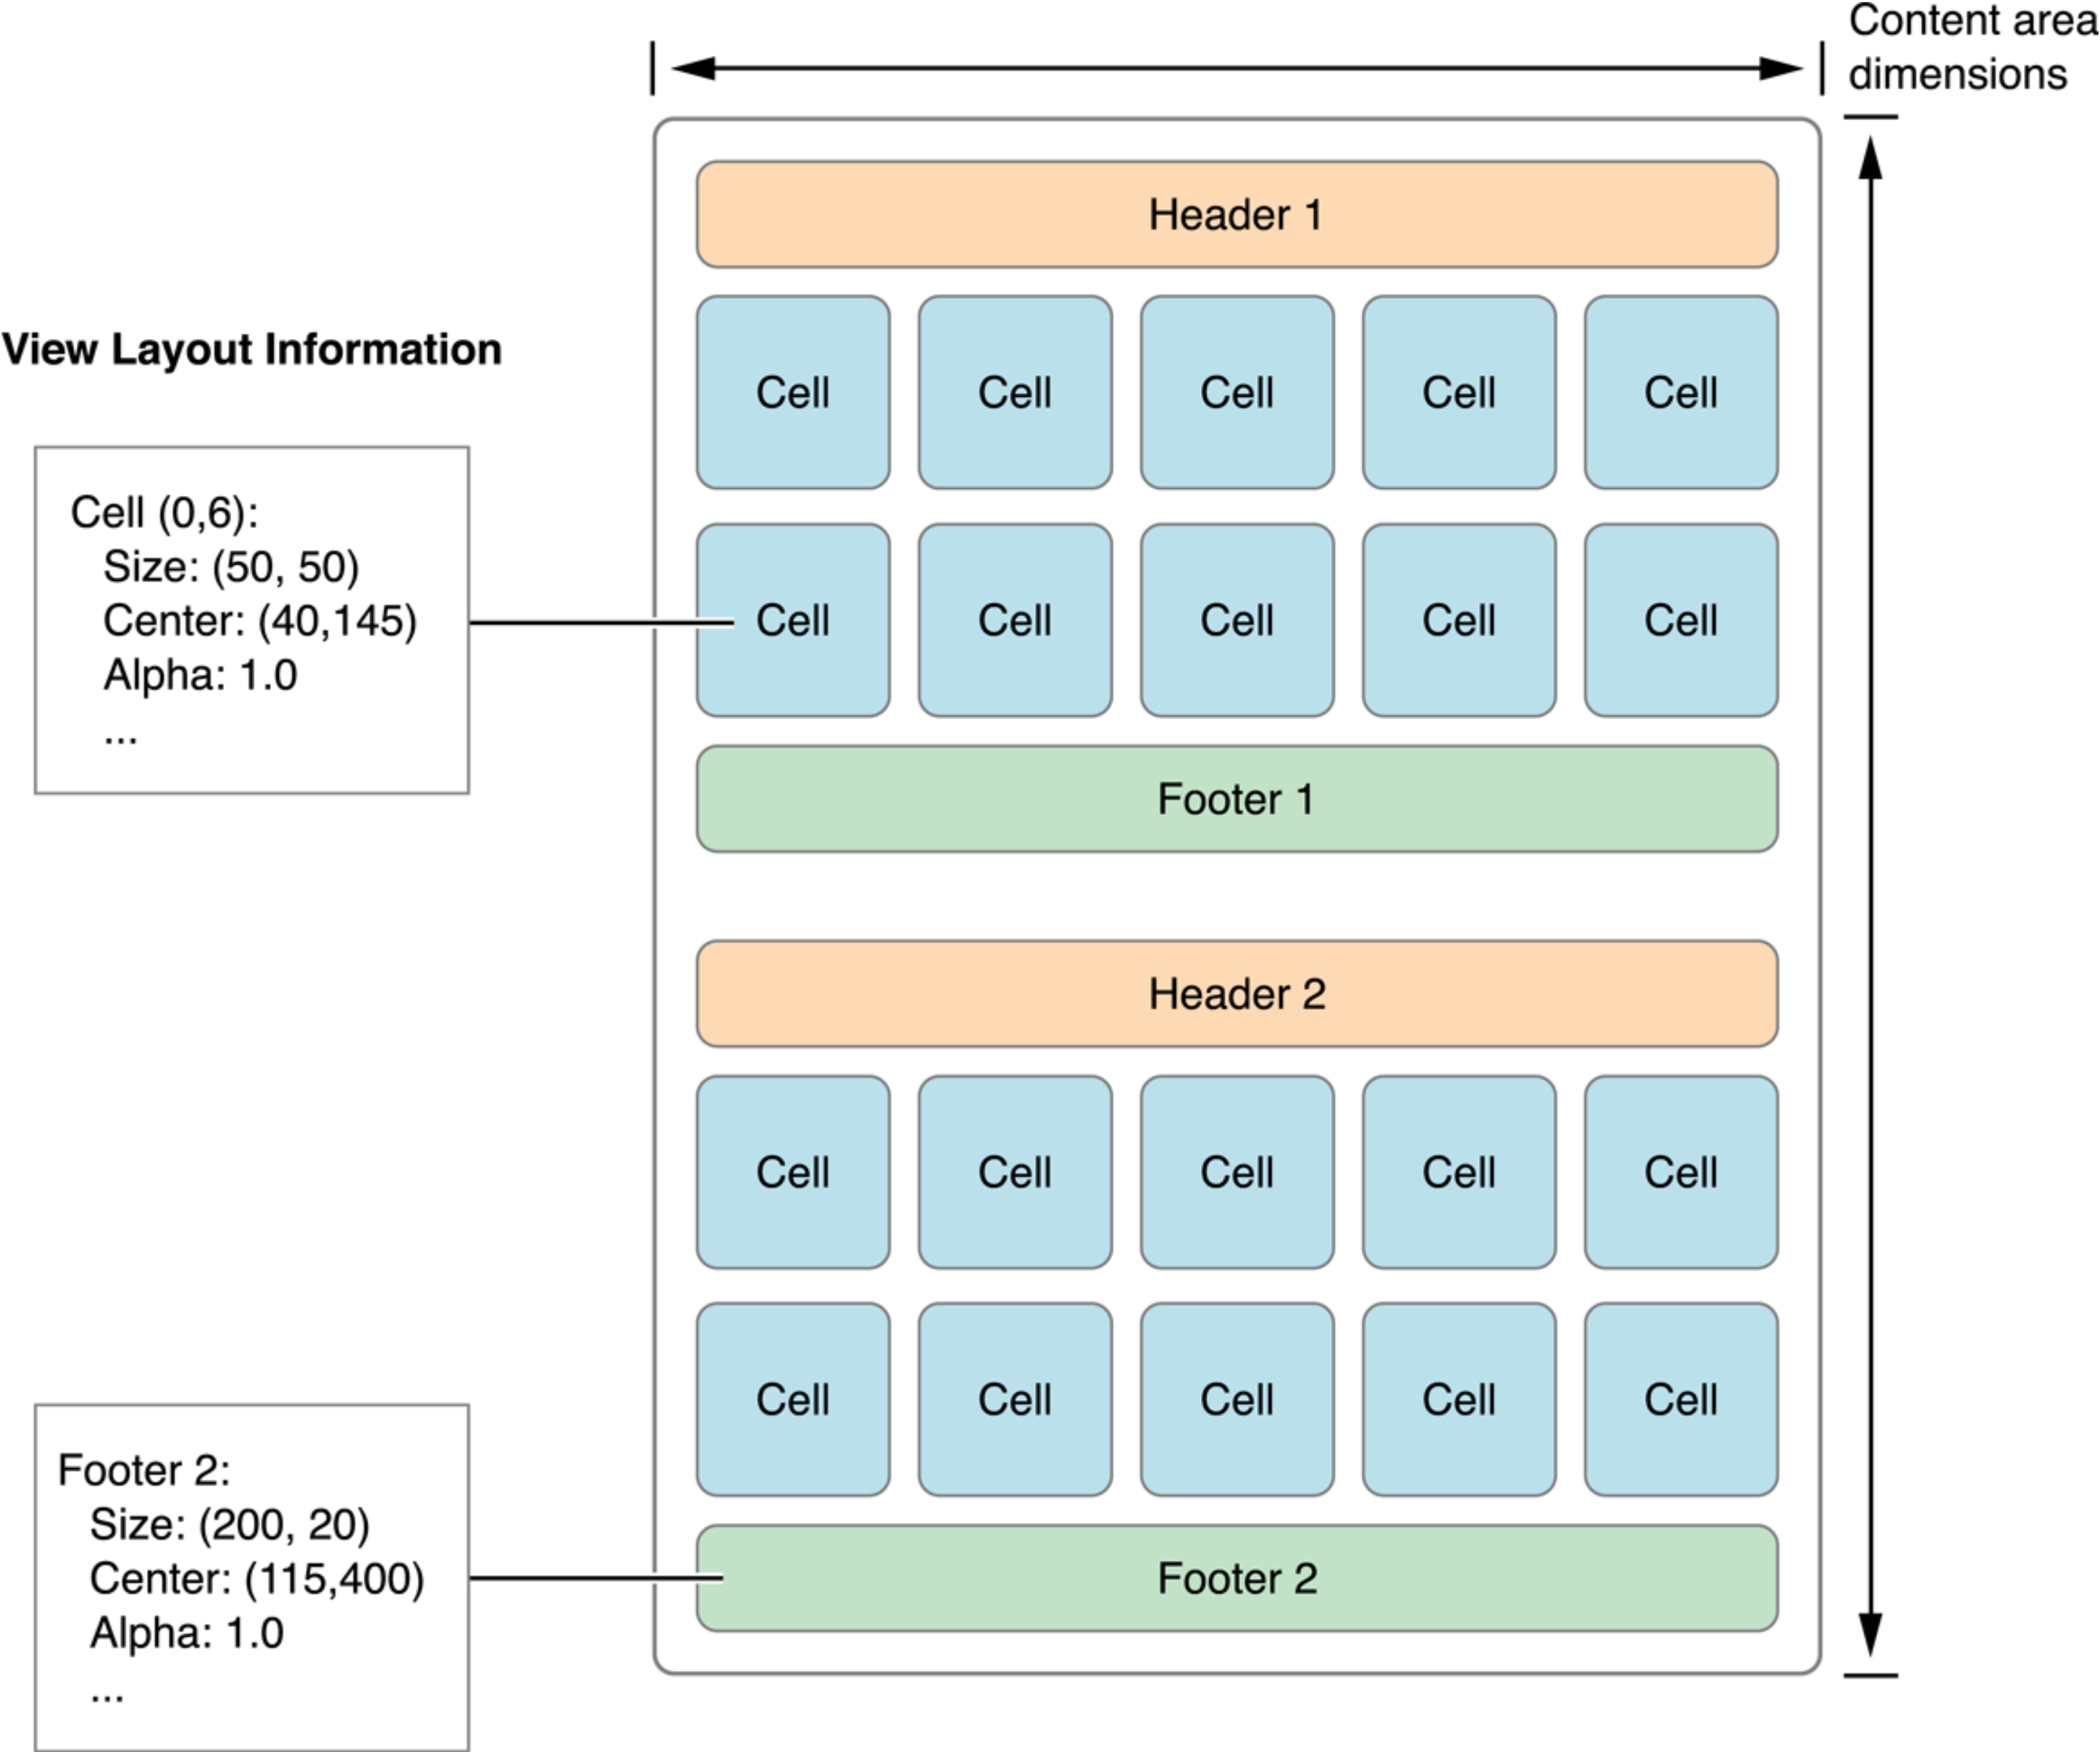 Content area
dimensions
Header 1
View Layout Information
Cell Cell Cell Cell Cell
Cell (0,6):
Size: (50, 50)
Center: (40,145)
Alpha: 1.0
...
Cell Cell Cell Cell Cell
Footer 1
Header 2
Cell Cell Cell Cell Cell
Cell Cell Cell Cell Cell
Footer 2:
Size: (200, 20)
Center: (115,400)
Alpha: 1.0
...
Footer 2